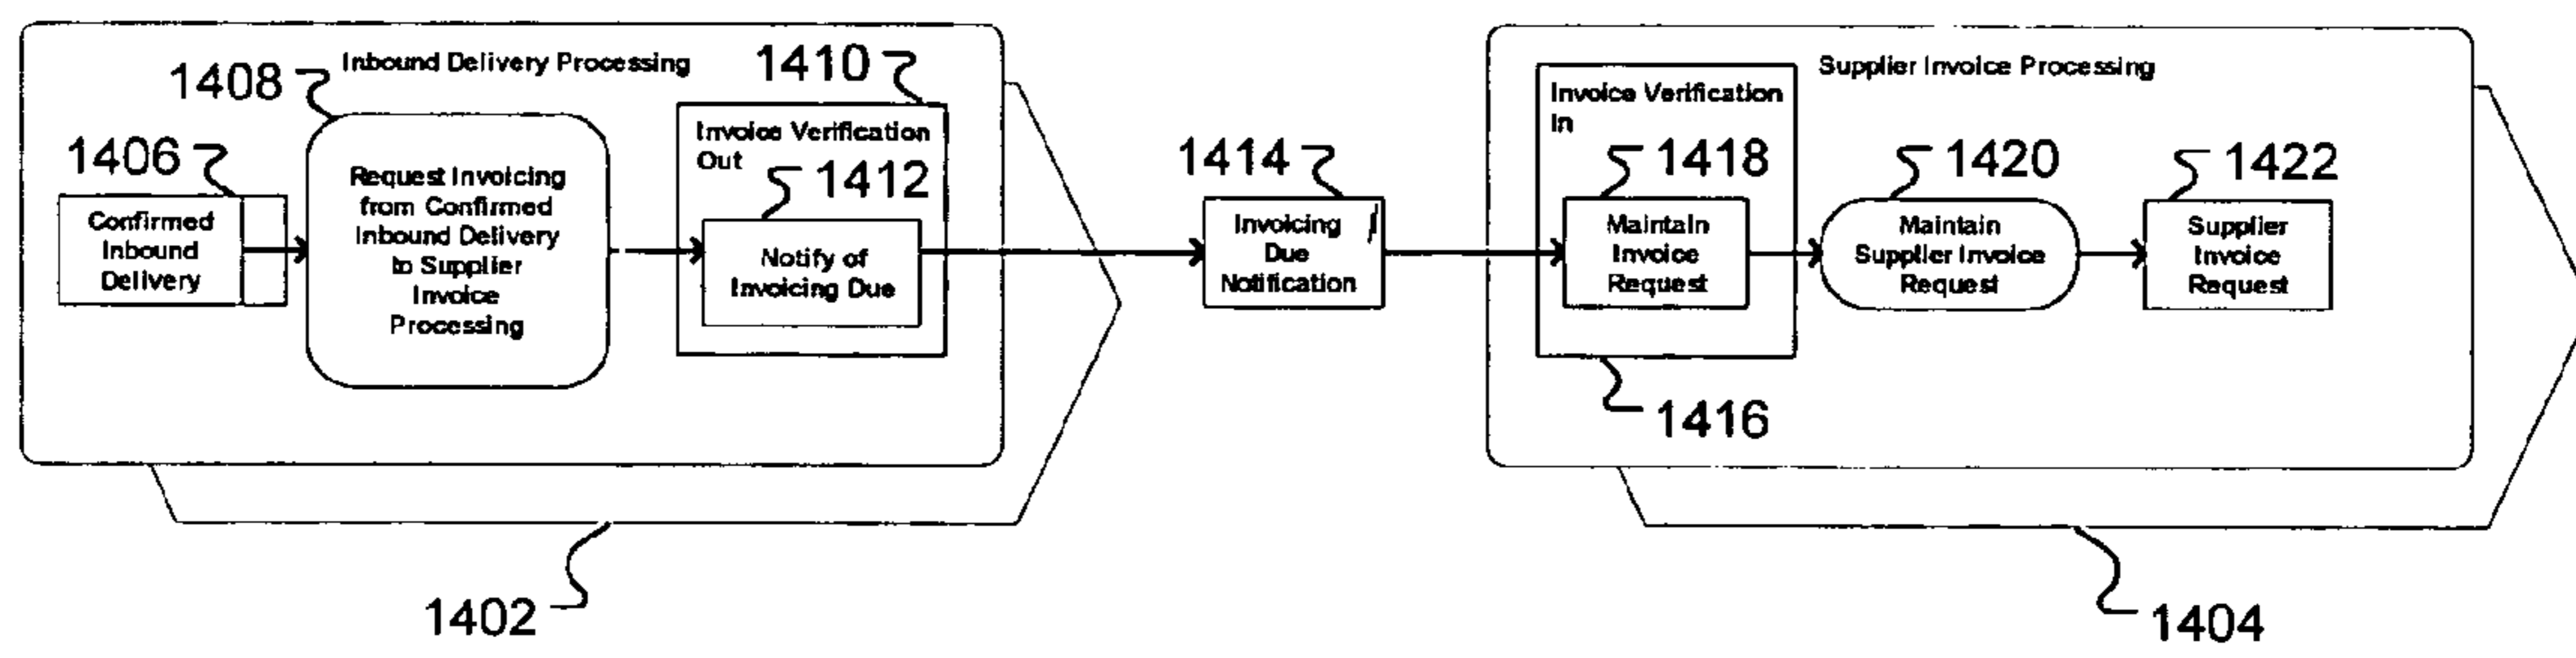 Inbound Delivery Processing
1408
1410
1406
Confirmed
Inbound
Delivery
Request Invoicing
from Confirmed
Inbound Delivery
to Supplier
Invoice
Processing
Invoice Verification
Out
1412
Notify of
Invoicing Due
1402
1414
Invoicing
Due
Notification
Supplier Invoice Processing
Invoice Verification
In
1418
Maintain
Invoice
Request
1416
1420
Maintain
Supplier Invoice
Request
1422
Supplier
Invoice
Request
1404